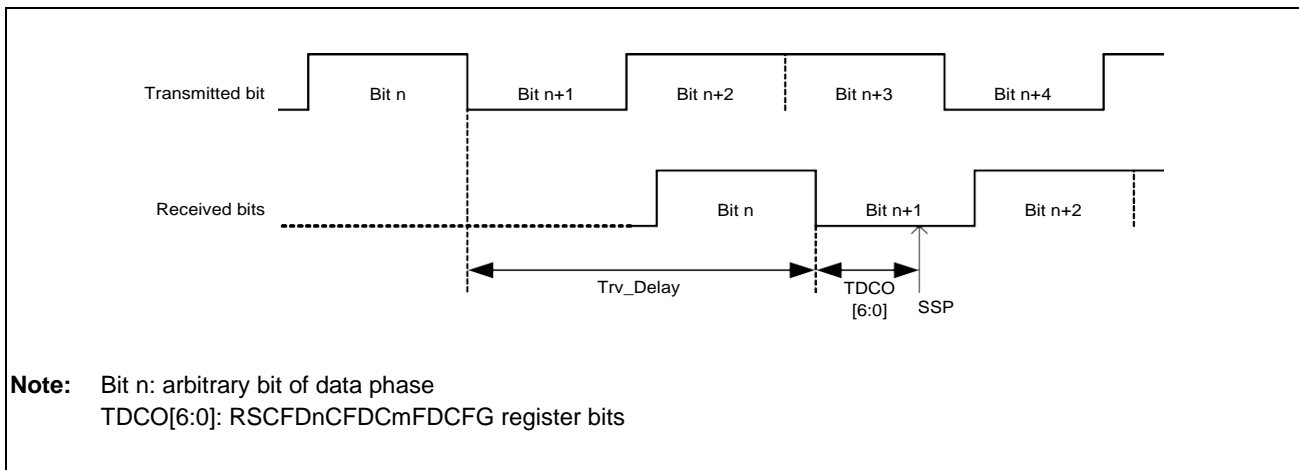 Transmitted bit
Bit n
Bit n+1
Bit n+2
Bit n+3
Bit n+4
Received bits
Bit n
Bit n+1
Bit n+2
Trv_Delay
TDCO
[6:0]
SSP
Note: Bit n: arbitrary bit of data phase
TDCO[6:0]: RSCFDnCFDCmFDCFG register bits